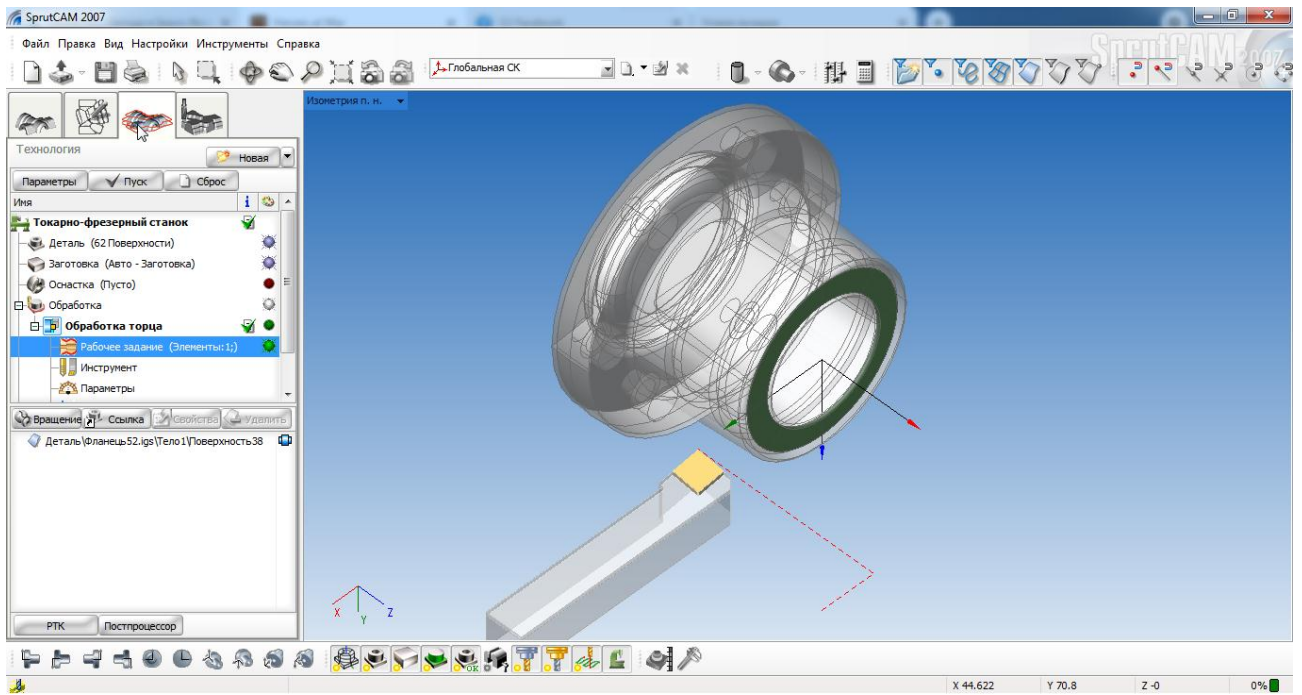 SprutCAM 2007
Файл Правка Вид Настройки Инструменты Справка
Глобальная СК
SprutCAM 2007
Изометрия п. н.
Технология
Новая
Параметры Пуск Сброс
Имя
Токарно-фрезерный станок
Деталь (62 Поверхности)
Заготовка (Авто - Заготовка)
Оснастка (Пусто)
Обработка
Обработка торца
Рабочее задание (Элементы:1;)
Инструмент
Параметры
Вращение Ссылка Свойства Удалить
Деталь\Фланець52.igs\Тело1\Поверхность38
X Y Z
РТК Постпроцессор
X 44.622 Y 70.8 Z -0 0%